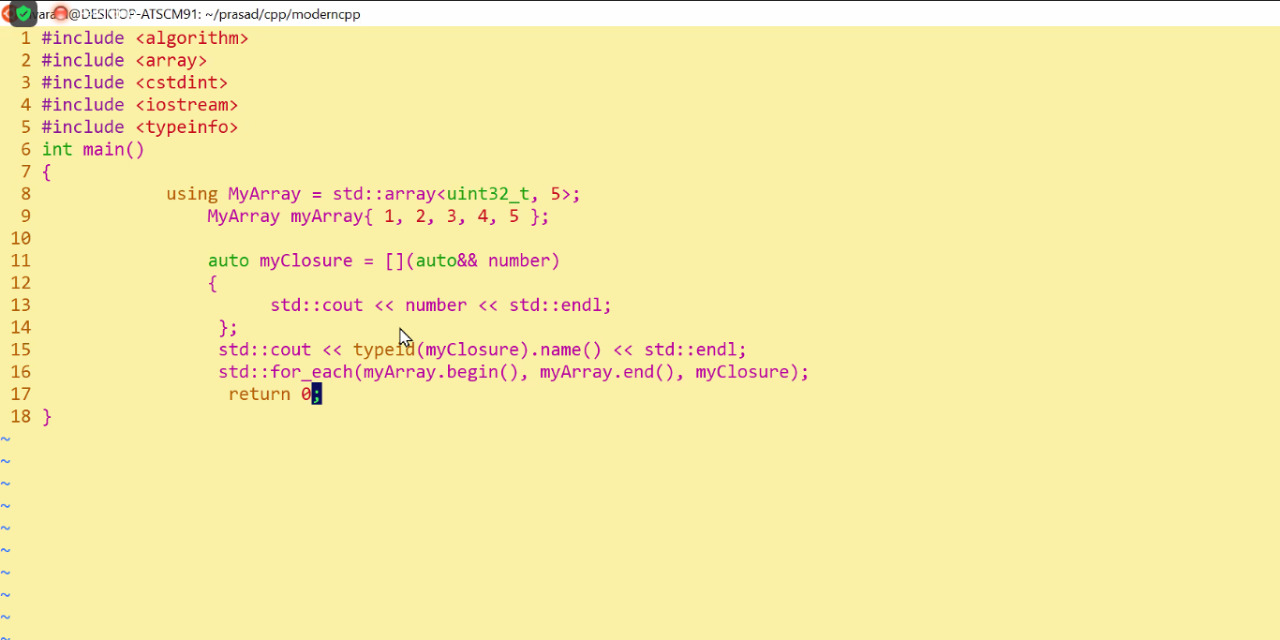 @DESKTOP-ATSCM91: ~/prasad/cpp/moderncpp
1 #include <algorithm>
2 #include <array>
3 #include <cstdint>
4 #include <iostream>
5 #include <typeinfo>
6 int main()
7 {
8 using MyArray = std::array<uint32_t, 5>;
9 MyArray myArray{ 1, 2, 3, 4, 5 };
10
11 auto myClosure = [](auto&& number)
12 {
13 std::cout << number << std::endl;
14 };
15 std::cout << typeid(myClosure).name() << std::endl;
16 std::for_each(myArray.begin(), myArray.end(), myClosure);
17 return 0;
18 }
~
~
~
~
~
~
~
~
~
~